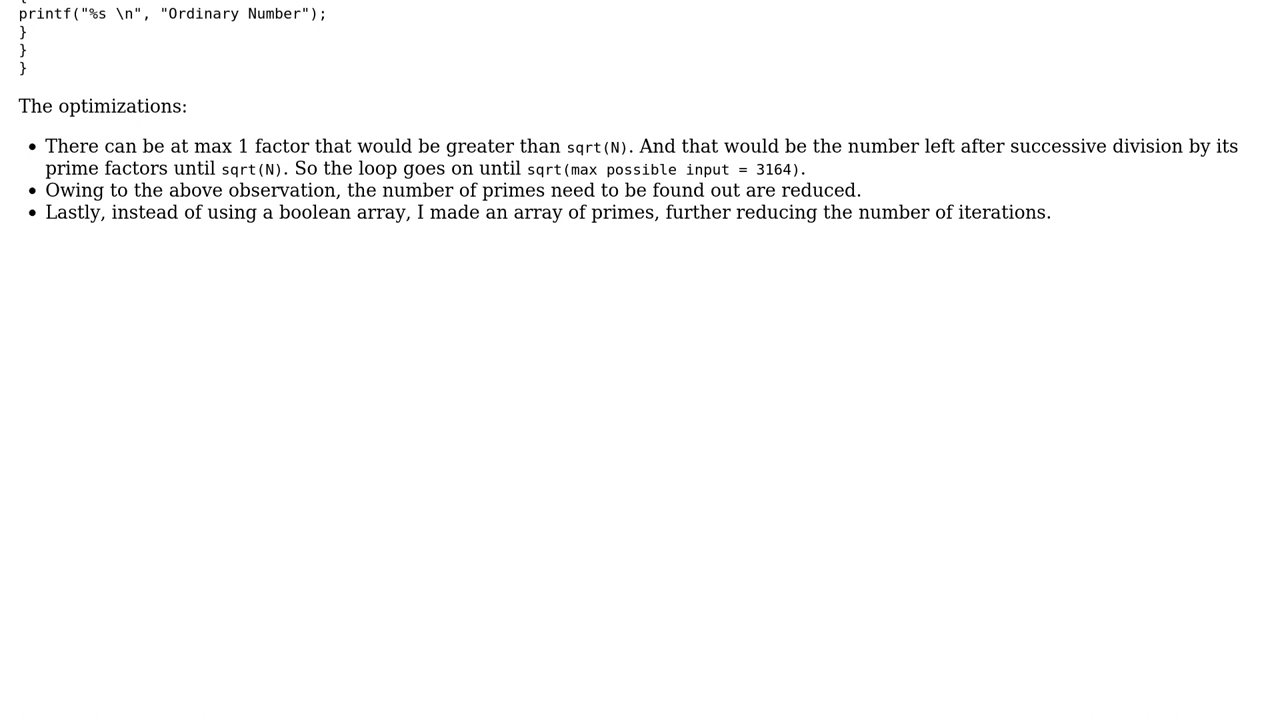 printf("%s \n", "Ordinary Number");
}
}
}
The optimizations:
• There can be at max 1 factor that would be greater than sqrt(N). And that would be the number left after successive division by its
prime factors until sqrt(N). So the loop goes on until sqrt(max possible input = 3164).
• Owing to the above observation, the number of primes need to be found out are reduced.
• Lastly, instead of using a boolean array, I made an array of primes, further reducing the number of iterations.